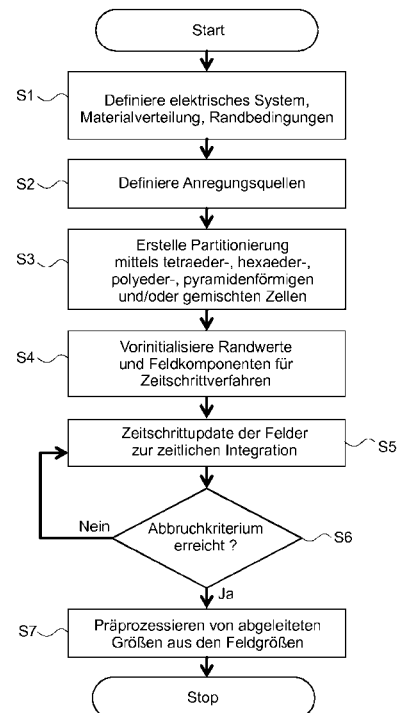 Start
S1
Definiere elektrisches System,
Materialverteilung, Randbedingungen
S2
Definiere Anregungsquellen
S3
Erstelle Partitionierung
mittels tetraeder-, hexaeder-,
polyeder-, pyramidenförmigen
und/oder gemischten Zellen
S4
Vorinitialisiere Randwerte
und Feldkomponenten für
Zeitschrittverfahren
Zeitschrittupdate der Felder
zur zeitlichen Integration
S5
Nein
Abbruchkriterium
erreicht ?
S6
Ja
S7
Präprozessieren von abgeleiteten
Größen aus den Feldgrößen
Stop